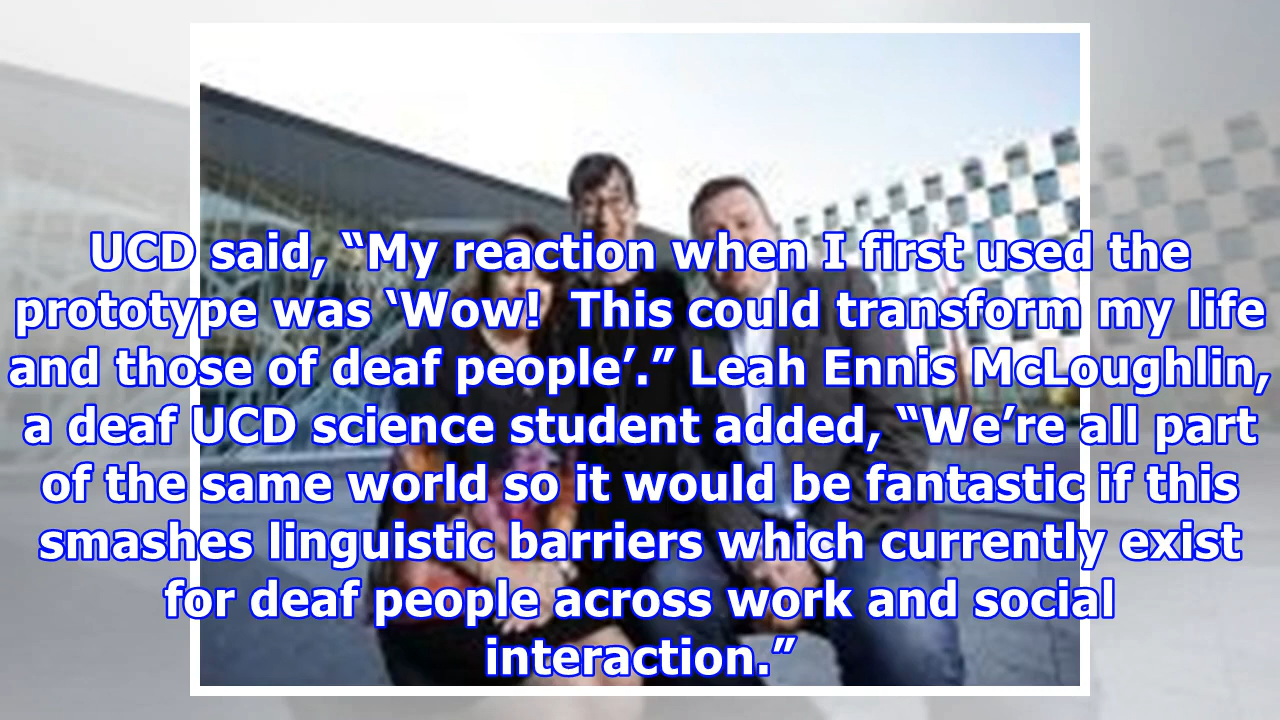 UCD said, “My reaction when I first used the
prototype was ‘Wow!  This could transform my life
and those of deaf people’.” Leah Ennis McLoughlin,
a deaf UCD science student added, “We’re all part
of the same world so it would be fantastic if this
smashes linguistic barriers which currently exist
for deaf people across work and social
interaction.”